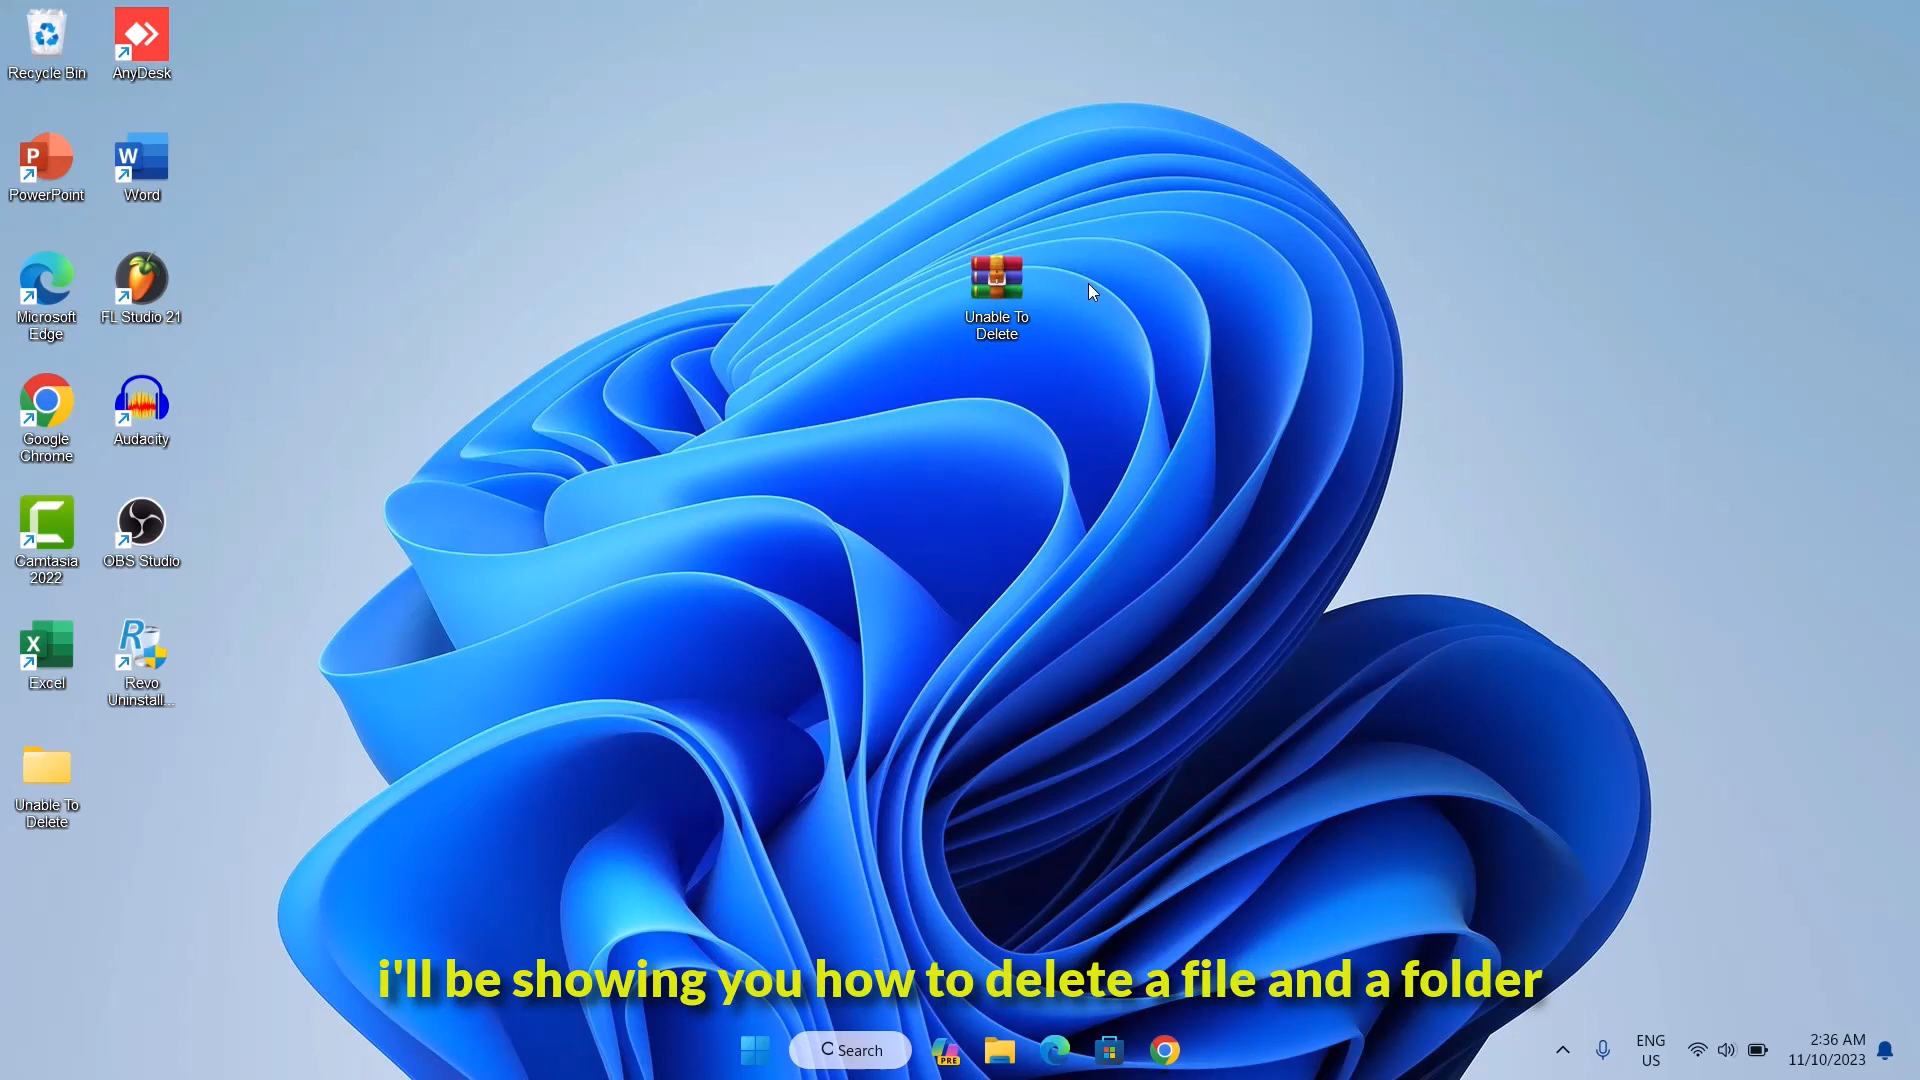 Recycle Bin
AnyDesk
PowerPoint
Word
Microsoft
Edge
FL Studio 21
Google
Chrome
Audacity
Camtasia
2022
OBS Studio
Excel
Revo
Uninstall...
Unable To
Delete
Unable To
Delete
i'll be showing you how to delete a file and a folder
Search
PRE
ENG
US
2:36 AM
11/10/2023